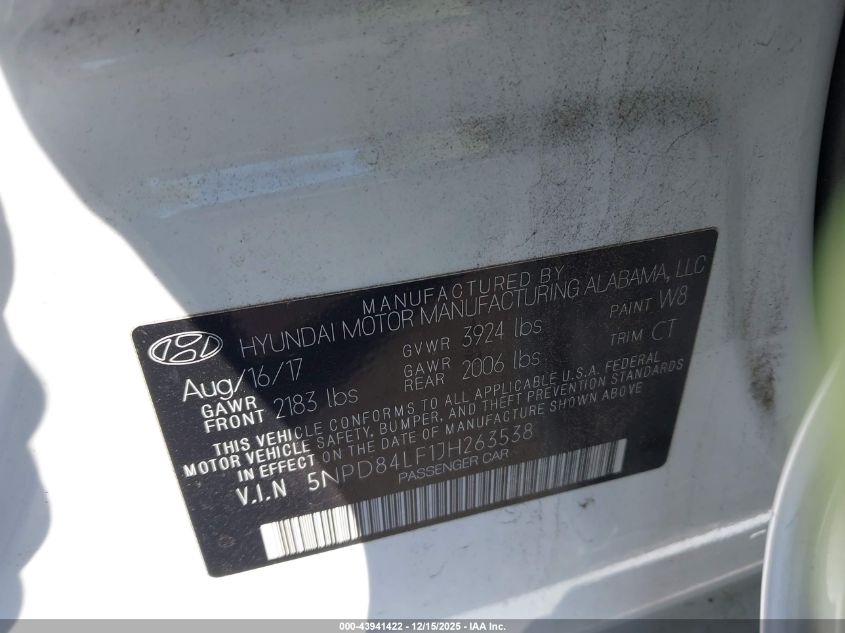 MANUFACTURED BY
HYUNDAI MOTOR MANUFACTURING ALABAMA, LLC
Aug/16/17 GVWR 3924 lbs PAINT W8
GAWR FRONT 2183 lbs GAWR REAR 2006 lbs TRIM CT
THIS VEHICLE CONFORMS TO ALL APPLICABLE U.S.A. FEDERAL
MOTOR VEHICLE SAFETY, BUMPER, AND THEFT PREVENTION STANDARDS
IN EFFECT ON THE DATE OF MANUFACTURE SHOWN ABOVE
V.I.N 5NPD84LF1JH263538
PASSENGER CAR
000-43941422 - 12/15/2025 - IAA Inc.